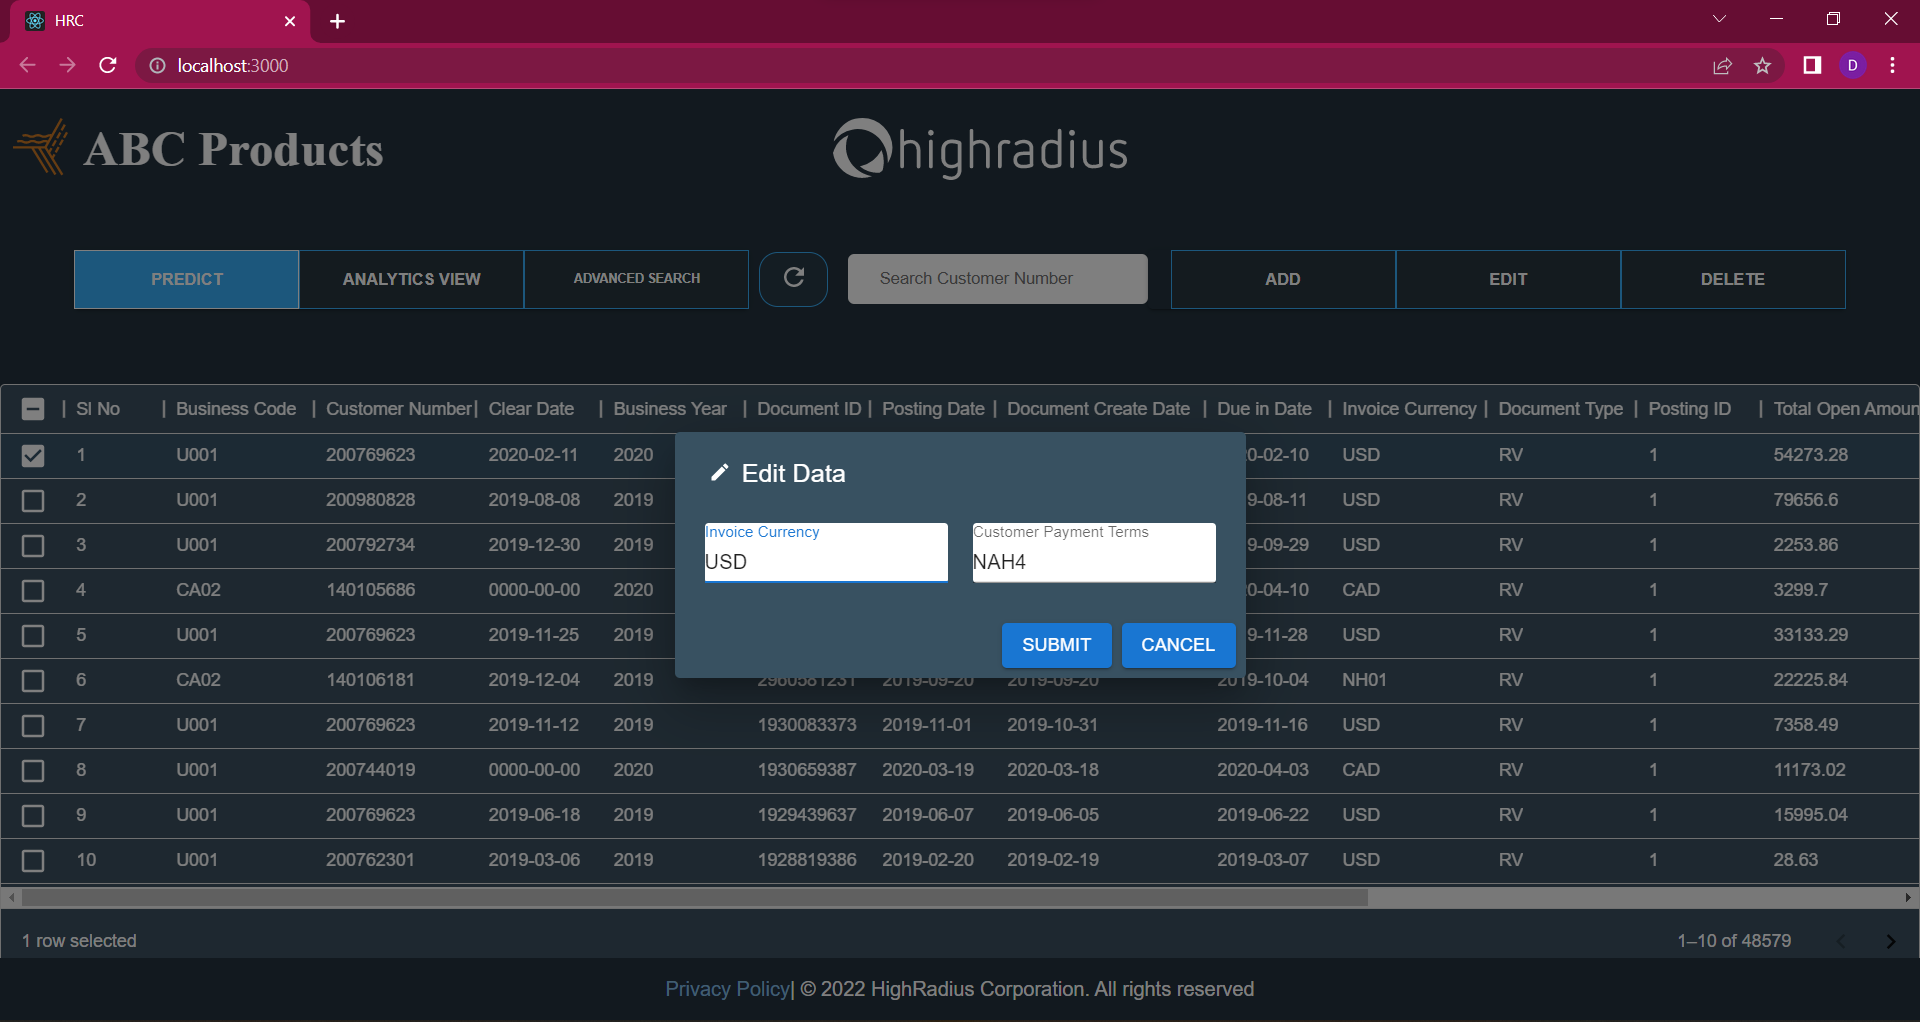 HRC
localhost:3000
D
ABC Products
highradius
PREDICT ANALYTICS VIEW ADVANCED SEARCH Search Customer Number ADD EDIT DELETE
Sl No Business Code Customer Number Clear Date Business Year Document ID Posting Date Document Create Date Due in Date Invoice Currency Document Type Posting ID Total Open Amoun
1 U001 200769623 2020-02-11 2020 0-02-10 USD RV 1 54273.28
2 U001 200980828 2019-08-08 2019 9-08-11 USD RV 1 79656.6
3 U001 200792734 2019-12-30 2019 9-09-29 USD RV 1 2253.86
4 CA02 140105686 0000-00-00 2020 0-04-10 CAD RV 1 3299.7
5 U001 200769623 2019-11-25 2019 9-11-28 USD RV 1 33133.29
6 CA02 140106181 2019-12-04 2019 2960581231 2019-09-20 2019-09-20 2019-10-04 NH01 RV 1 22225.84
7 U001 200769623 2019-11-12 2019 1930083373 2019-11-01 2019-10-31 2019-11-16 USD RV 1 7358.49
8 U001 200744019 0000-00-00 2020 1930659387 2020-03-19 2020-03-18 2020-04-03 CAD RV 1 11173.02
9 U001 200769623 2019-06-18 2019 1929439637 2019-06-07 2019-06-05 2019-06-22 USD RV 1 15995.04
10 U001 200762301 2019-03-06 2019 1928819386 2019-02-20 2019-02-19 2019-03-07 USD RV 1 28.63
Edit Data
Invoice Currency Customer Payment Terms
USD NAH4
SUBMIT CANCEL
1 row selected 1–10 of 48579
Privacy Policy| © 2022 HighRadius Corporation. All rights reserved